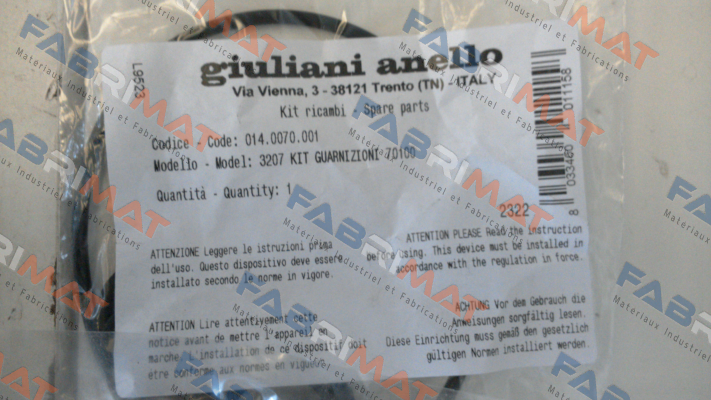 giuliani anello
Via Vienna, 3 - 38121 Trento (TN) - ITALY
Kit ricambi - Spare parts
L9523
Codice - Code: 014.0070.001
Modello - Model: 3207 KIT GUARNIZIONI 70100
Quantità - Quantity: 1
2322
8 033460 011158
ATTENZIONE Leggere le istruzioni prima
dell'uso. Questo dispositivo deve essere
installato secondo le norme in vigore.
ATTENTION PLEASE Read the instruction
before using. This device must be installed in
accordance with the regulation in force.
ATTENTION Lire attentivement cette
notice avant de mettre l'appareil en
marche. L'installation de ce dispositif doit
etre conforme aux normes en vigueur.
ACHTUNG Vor dem Gebrauch die
Anweisungen sorgfältig lesen.
Diese Einrichtung muss gemäß den gesetzlich
gültigen Normen installiert werden.
FABRIMAT
Materiaux Industriel et Fabrications